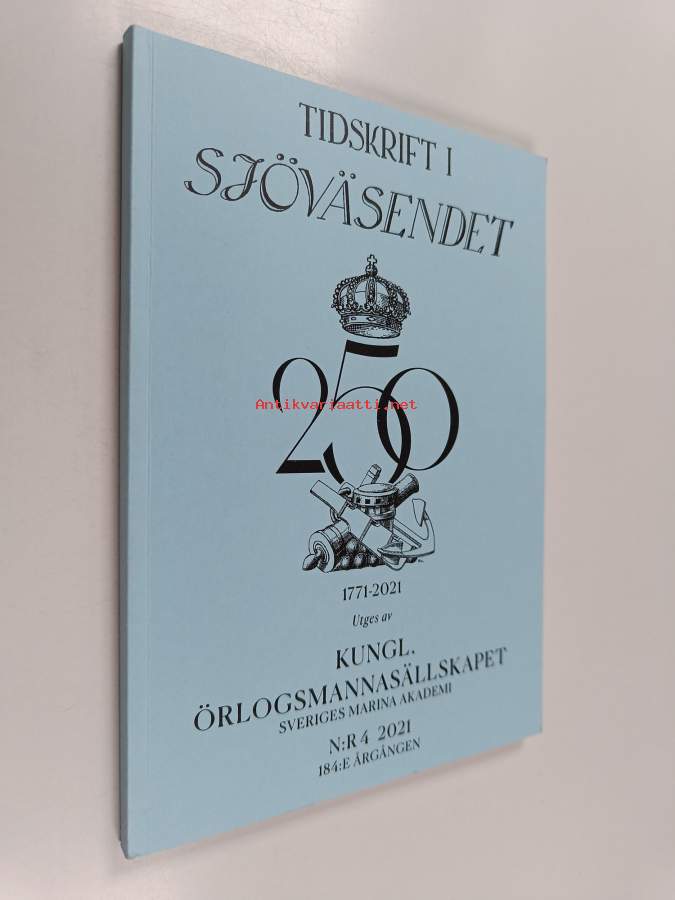 TIDSKRIFT I
SJÖVÄSENDET
250
Antikvariaatti.net
1771-2021
Utges av
KUNGL.
ÖRLOGSMANNASÄLLSKAPET
SVERIGES MARINA AKADEMI
N:R 4 2021
184:E ÅRGÅNGEN